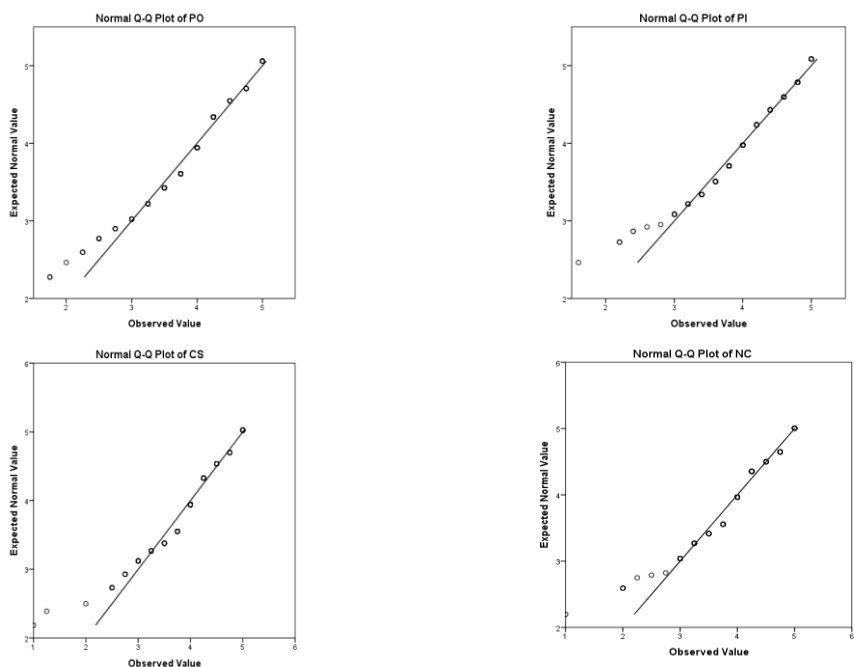 Normal Q-Q Plot of PO
Expected Normal Value
5
4
3
2
2 3 4 5
Observed Value
Normal Q-Q Plot of PI
Expected Normal Value
5
4
3
2
2 3 4 5
Observed Value
Normal Q-Q Plot of CS
Expected Normal Value
6
5
4
3
2
1 2 3 4 5 6
Observed Value
Normal Q-Q Plot of NC
Expected Normal Value
6
5
4
3
2
1 2 3 4 5 6
Observed Value